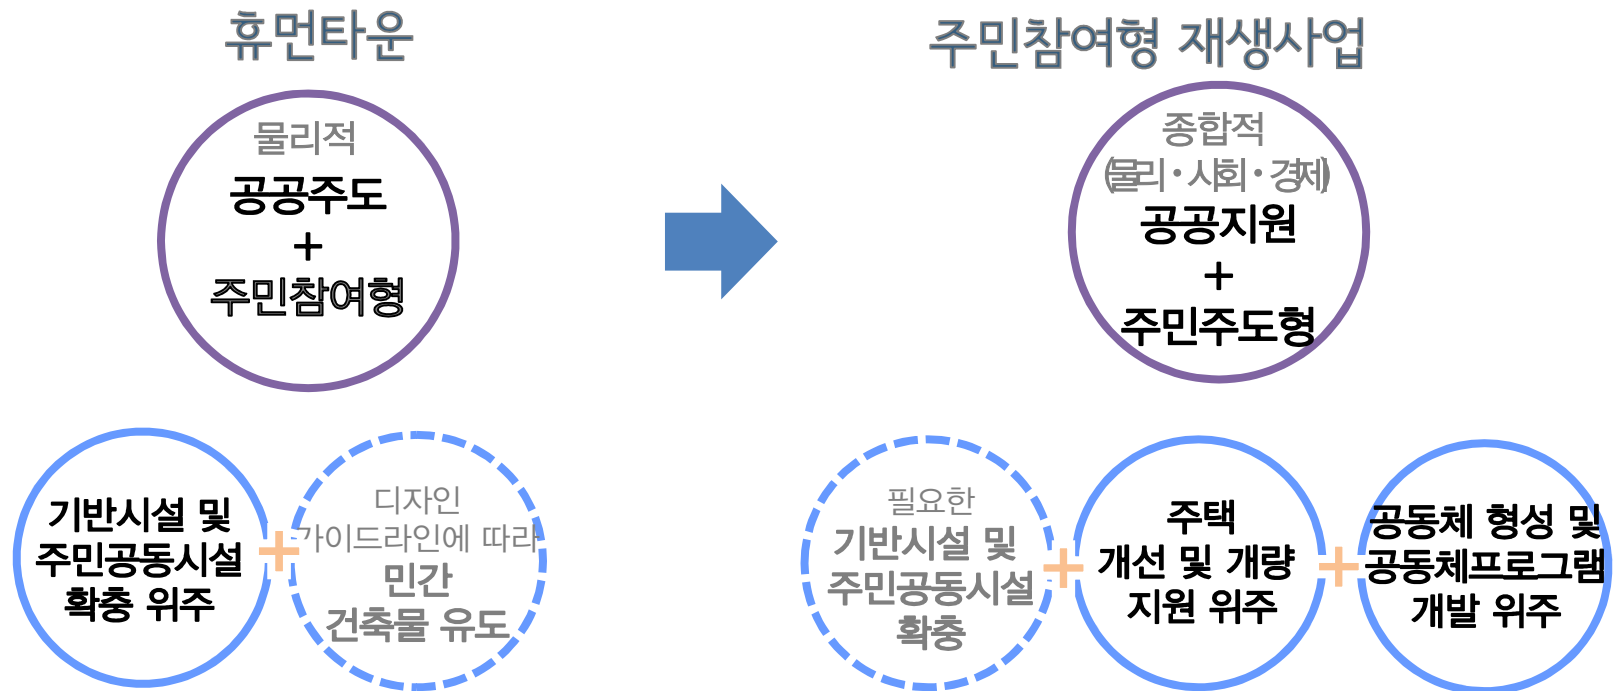 휴먼타운
물리적
공공주도
+
주민참여형
기반시설 및
주민공동시설
확충 위주
+
디자인
가이드라인에 따라
민간
건축물 유도
주민참여형 재생사업
종합적
(물리·사회·경제)
공공지원
+
주민주도형
필요한
기반시설 및
주민공동시설
확충
+
주택
개선 및 개량
지원 위주
+
공동체 형성 및
공동체프로그램
개발 위주